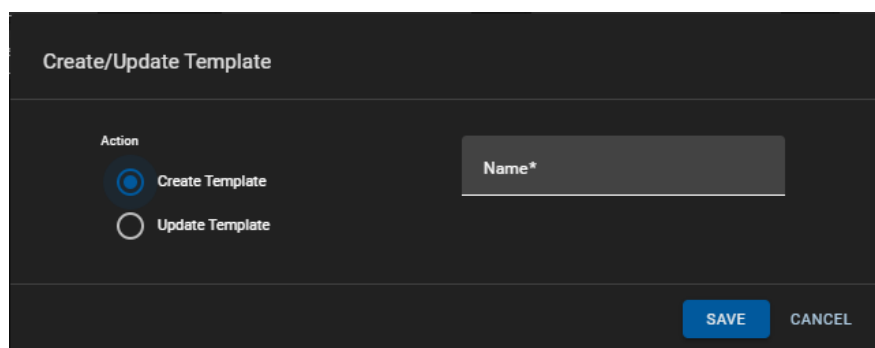 Create/Update Template
Action
Create Template
Update Template
Name*
SAVE CANCEL